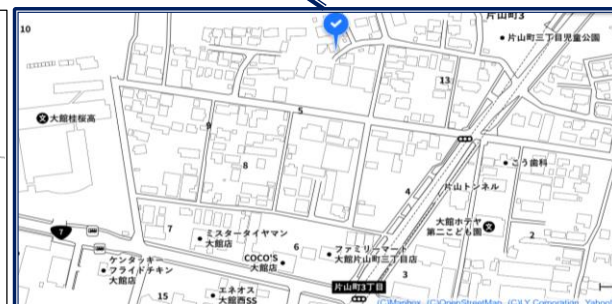 10
片山町3
片山町三丁目児童公園
13
5
大館桂桜高
9
こう歯科
8
片山トンネル
4
大館ホテヤ
第二こども園
7
7
ミスタータイヤマン
大館店
6
2
ケンタッキー
フライドチキン
大館店
COCO'S
大館店
ファミリーマート
大館片山町三丁目店
3
片山町3丁目
15
エネオス
大館西SS
(C)Mapbox, (C)OpenStreetMap, (C)LY Corporation, Yahoo